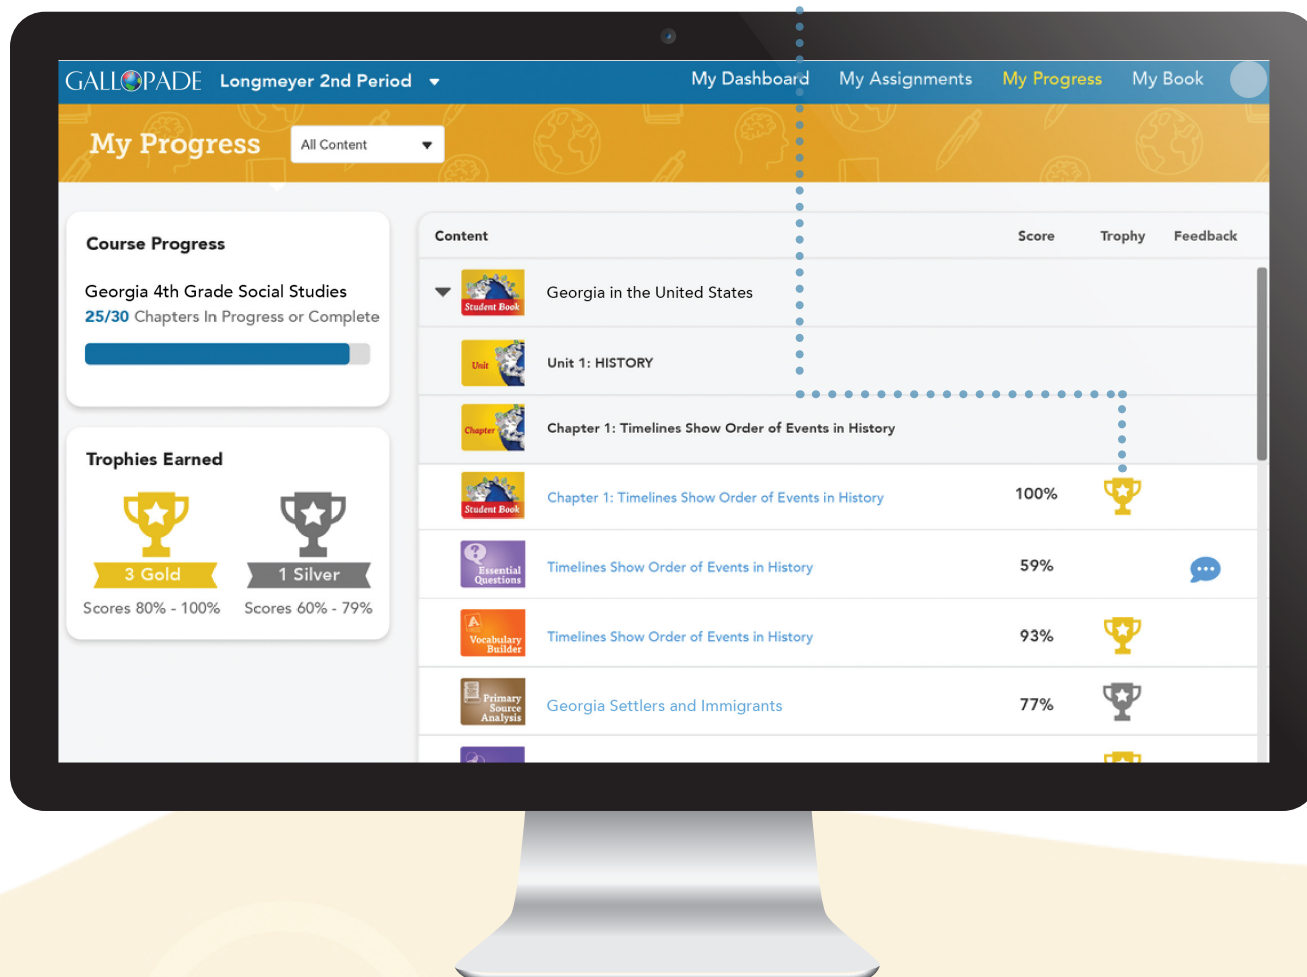 GALLOPADE Longmeyer 2nd Period My Dashboard My Assignments My Progress My Book
My Progress All Content
Course Progress
Georgia 4th Grade Social Studies
25/30 Chapters In Progress or Complete
Trophies Earned
3 Gold 1 Silver
Scores 80% - 100% Scores 60% - 79%
Content Score Trophy Feedback
Student Book Georgia in the United States
Unit Unit 1: HISTORY
Chapter Chapter 1: Timelines Show Order of Events in History
Student Book Chapter 1: Timelines Show Order of Events in History 100%
Essential
Questions
Timelines Show Order of Events in History 59%
Vocabulary
Builder
Timelines Show Order of Events in History 93%
Primary
Source
Analysis
Georgia Settlers and Immigrants 77%